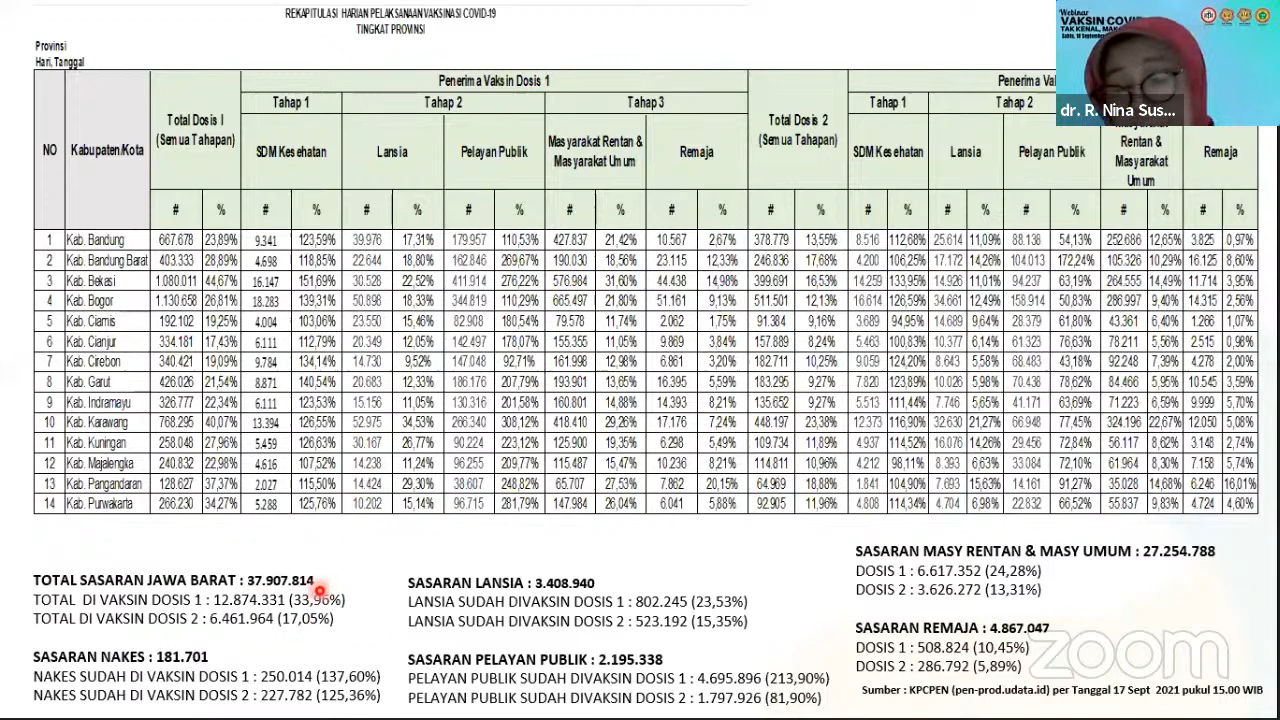 REKAPITULASI HARIAN PELAKSANAAN VAKSINASI COVID-19
TINGKAT PROVINSI
Provinsi
Hari, Tanggal
Webinar
VAKSIN COVI
TAK KENAL, MAK
dr. R. Nina Sus...
NO Kabupaten/Kota Total Dosis I (Semua Tahapan) Penerima Vaksin Dosis 1 Total Dosis 2 (Semua Tahapan) Penerima Va
Tahap 1 Tahap 2 Tahap 3 Tahap 1 Tahap 2
SDM Kesehatan Lansia Pelayan Publik Masyarakat Rentan & Masyarakat Umum Remaja SDM Kesehatan Lansia Pelayan Publik Masyarakat Rentan & Masyarakat Umum Remaja
# % # % # % # % # % # % # % # % # % # % # % # %
1 Kab. Bandung 667.678 23,89% 9.341 123,59% 39.976 17,31% 179.957 110,53% 427.837 21,42% 10.567 2,67% 378.779 13,55% 8.516 112,68% 25.614 11,09% 88.138 54,13% 252.686 12,65% 3.825 0,97%
2 Kab. Bandung Barat 403.333 28,89% 4.698 118,85% 22.644 18,80% 162.846 269,67% 190.030 18,56% 23.115 12,33% 246.836 17,68% 4.200 106,25% 17.172 14,26% 104.013 172,24% 105.326 10,29% 16.125 8,60%
3 Kab. Bekasi 1.080.011 44,67% 16.147 151,69% 30.528 22,52% 411.914 276,22% 576.984 31,60% 44.438 14,98% 399.691 16,53% 14.259 133,95% 14.926 11,01% 94.237 63,19% 264.555 14,49% 11.714 3,95%
4 Kab. Bogor 1.130.658 26,81% 18.283 139,31% 50.898 18,33% 344.819 110,29% 665.497 21,80% 51.161 9,13% 511.501 12,13% 16.614 126,59% 34.661 12,49% 158.914 50,83% 286.997 9,40% 14.315 2,56%
5 Kab. Ciamis 192.102 19,25% 4.004 103,06% 23.550 15,46% 82.908 180,54% 79.578 11,74% 2.062 1,75% 91.384 9,16% 3.689 94,95% 14.689 9,64% 28.379 61,80% 43.361 6,40% 1.266 1,07%
6 Kab. Cianjur 334.181 17,43% 6.111 112,79% 20.349 12,05% 142.497 178,07% 155.355 11,05% 9.869 3,84% 157.889 8,24% 5.463 100,83% 10.377 6,14% 61.323 76,63% 78.211 5,56% 2.515 0,98%
7 Kab. Cirebon 340.421 19,09% 9.784 134,14% 14.730 9,52% 147.048 92,71% 161.998 12,98% 6.861 3,20% 182.711 10,25% 9.059 124,20% 8.643 5,58% 68.483 43,18% 92.248 7,39% 4.278 2,00%
8 Kab. Garut 426.026 21,54% 8.871 140,54% 20.683 12,33% 186.176 207,79% 193.901 13,65% 16.395 5,59% 183.295 9,27% 7.820 123,89% 10.026 5,98% 70.438 78,62% 84.466 5,95% 10.545 3,59%
9 Kab. Indramayu 326.777 22,34% 6.111 123,53% 15.156 11,05% 130.316 201,58% 160.801 14,88% 14.393 8,21% 135.652 9,27% 5.513 111,44% 7.746 5,65% 41.171 63,69% 71.223 6,59% 9.999 5,70%
10 Kab. Karawang 768.295 40,07% 13.394 126,55% 52.975 34,53% 266.340 308,12% 418.410 29,26% 17.176 7,24% 448.197 23,38% 12.373 116,90% 32.630 21,27% 66.948 77,45% 324.196 22,67% 12.050 5,08%
11 Kab. Kuningan 258.048 27,96% 5.459 126,63% 30.167 26,77% 90.224 223,12% 125.900 19,35% 6.298 5,49% 109.734 11,89% 4.937 114,52% 16.076 14,26% 29.456 72,84% 56.117 8,62% 3.148 2,74%
12 Kab. Majalengka 240.832 22,98% 4.616 107,52% 14.238 11,24% 96.255 209,77% 115.487 15,47% 10.236 8,21% 114.811 10,96% 4.212 98,11% 8.393 6,63% 33.084 72,10% 61.964 8,30% 7.158 5,74%
13 Kab. Pangandaran 128.627 37,37% 2.027 115,50% 14.424 29,30% 38.607 248,82% 65.707 27,53% 7.862 20,15% 64.969 18,88% 1.841 104,90% 7.693 15,63% 14.161 91,27% 35.028 14,68% 6.246 16,01%
14 Kab. Purwakarta 266.230 34,27% 5.288 125,76% 10.202 15,14% 96.715 281,79% 147.984 26,04% 6.041 5,88% 92.905 11,96% 4.808 114,34% 4.704 6,98% 22.832 66,52% 55.837 9,83% 4.724 4,60%
TOTAL SASARAN JAWA BARAT : 37.907.814
TOTAL DI VAKSIN DOSIS 1 : 12.874.331 (33,96%)
TOTAL DI VAKSIN DOSIS 2 : 6.461.964 (17,05%)
SASARAN NAKES : 181.701
NAKES SUDAH DI VAKSIN DOSIS 1 : 250.014 (137,60%)
NAKES SUDAH DI VAKSIN DOSIS 2 : 227.782 (125,36%)
SASARAN LANSIA : 3.408.940
LANSIA SUDAH DIVAKSIN DOSIS 1 : 802.245 (23,53%)
LANSIA SUDAH DIVAKSIN DOSIS 2 : 523.192 (15,35%)
SASARAN PELAYAN PUBLIK : 2.195.338
PELAYAN PUBLIK SUDAH DIVAKSIN DOSIS 1 : 4.695.896 (213,90%)
PELAYAN PUBLIK SUDAH DIVAKSIN DOSIS 2 : 1.797.926 (81,90%)
SASARAN MASY RENTAN & MASY UMUM : 27.254.788
DOSIS 1 : 6.617.352 (24,28%)
DOSIS 2 : 3.626.272 (13,31%)
SASARAN REMAJA : 4.867.047
DOSIS 1 : 508.824 (10,45%)
DOSIS 2 : 286.792 (5,89%)
zoom
Sumber : KPCPEN (pen-prod.udata.id) per Tanggal 17 Sept 2021 pukul 15.00 WIB